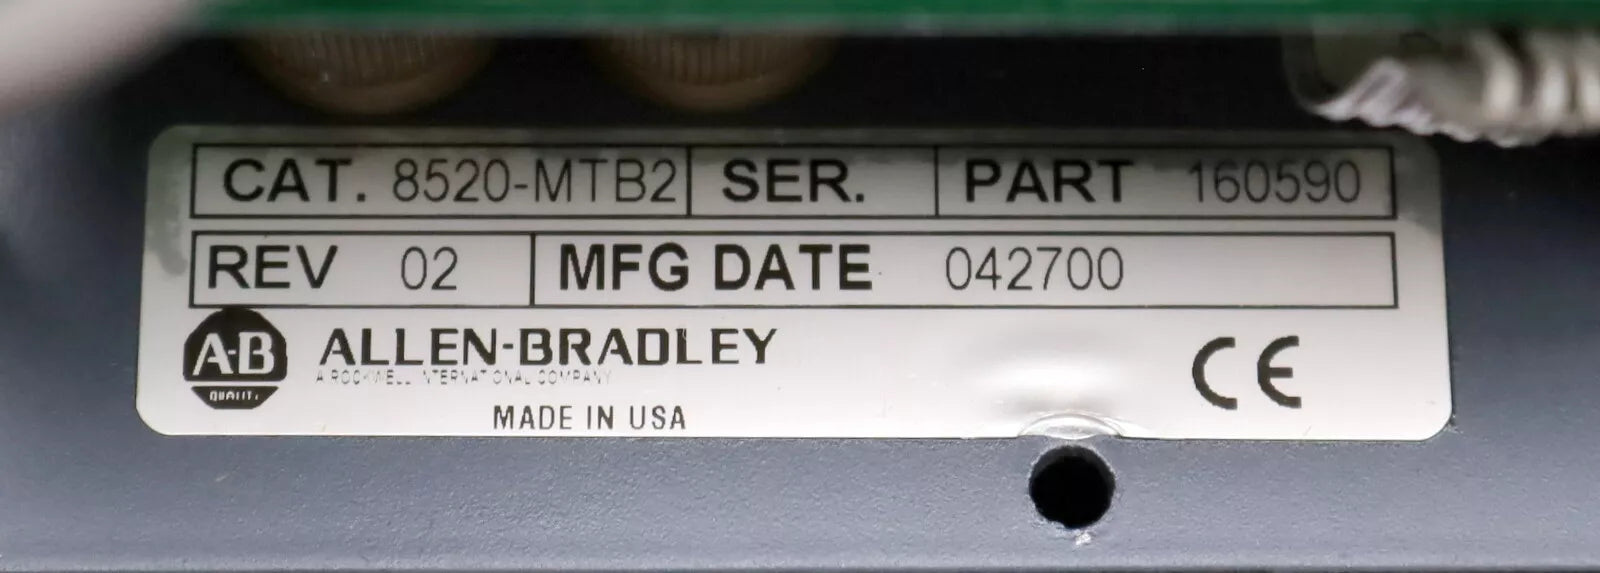 CAT. 8520-MTB2 SER. PART 160590
REV 02 MFG DATE 042700
A-B ALLEN-BRADLEY
QUALITY A ROCKWELL INTERNATIONAL COMPANY
MADE IN USA
CE